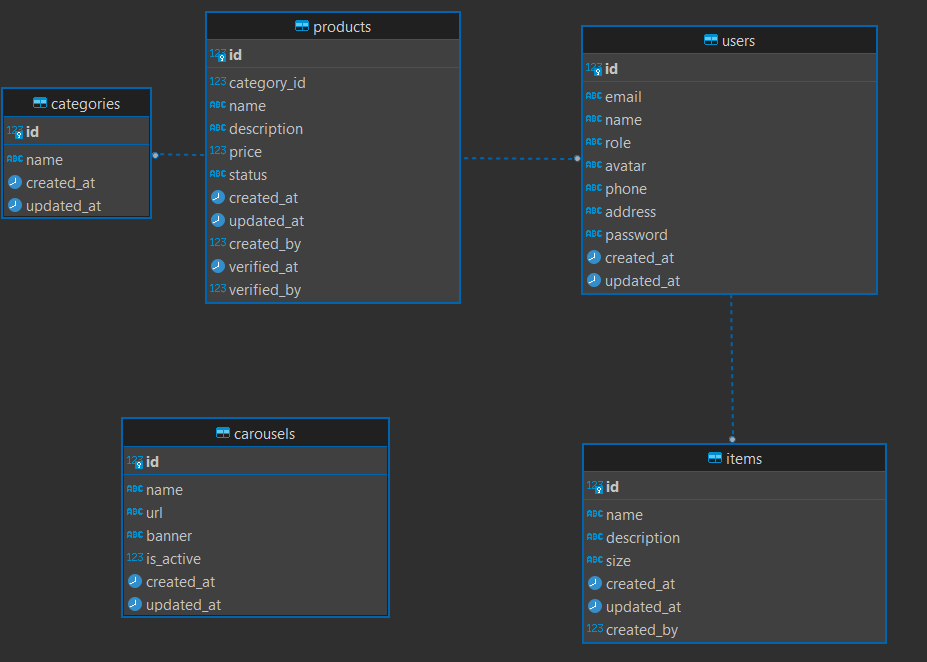 products
123 id
123 category_id
ABC name
ABC description
123 price
ABC status
created_at
updated_at
123 created_by
verified_at
123 verified_by
users
123 id
ABC email
ABC name
ABC role
ABC avatar
ABC phone
ABC address
ABC password
created_at
updated_at
categories
123 id
ABC name
created_at
updated_at
carousels
123 id
ABC name
ABC url
ABC banner
123 is_active
created_at
updated_at
items
123 id
ABC name
ABC description
ABC size
created_at
updated_at
123 created_by